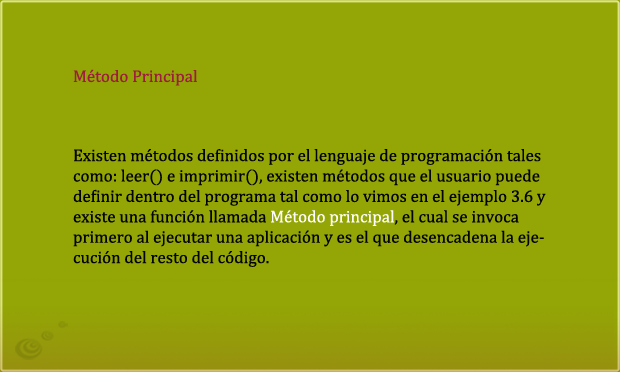 Método Principal
Existen métodos definidos por el lenguaje de programación tales
como: leer() e imprimir(), existen métodos que el usuario puede
definir dentro del programa tal como lo vimos en el ejemplo 3.6 y
existe una función llamada Método principal, el cual se invoca
primero al ejecutar una aplicación y es el que desencadena la eje-
cución del resto del código.